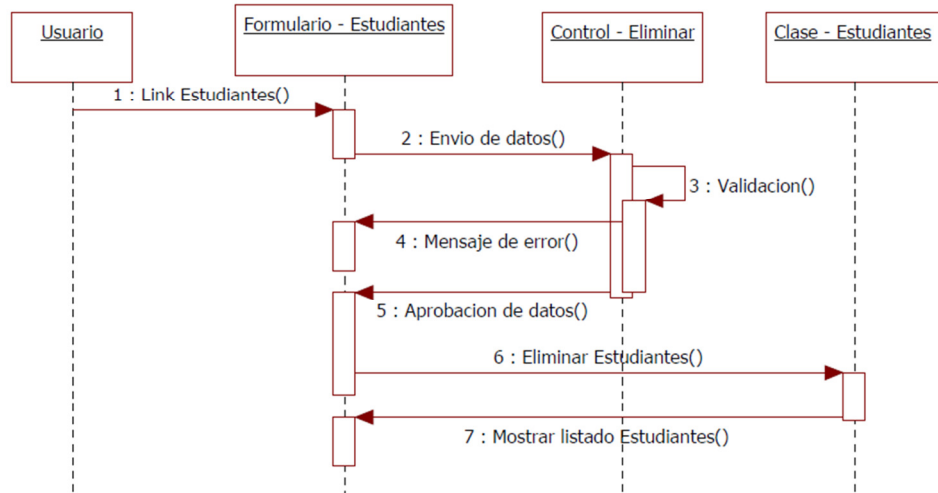 Usuario
Formulario - Estudiantes
Control - Eliminar
Clase - Estudiantes
1 : Link Estudiantes()
2 : Envio de datos()
3 : Validacion()
4 : Mensaje de error()
5 : Aprobacion de datos()
6 : Eliminar Estudiantes()
7 : Mostrar listado Estudiantes()